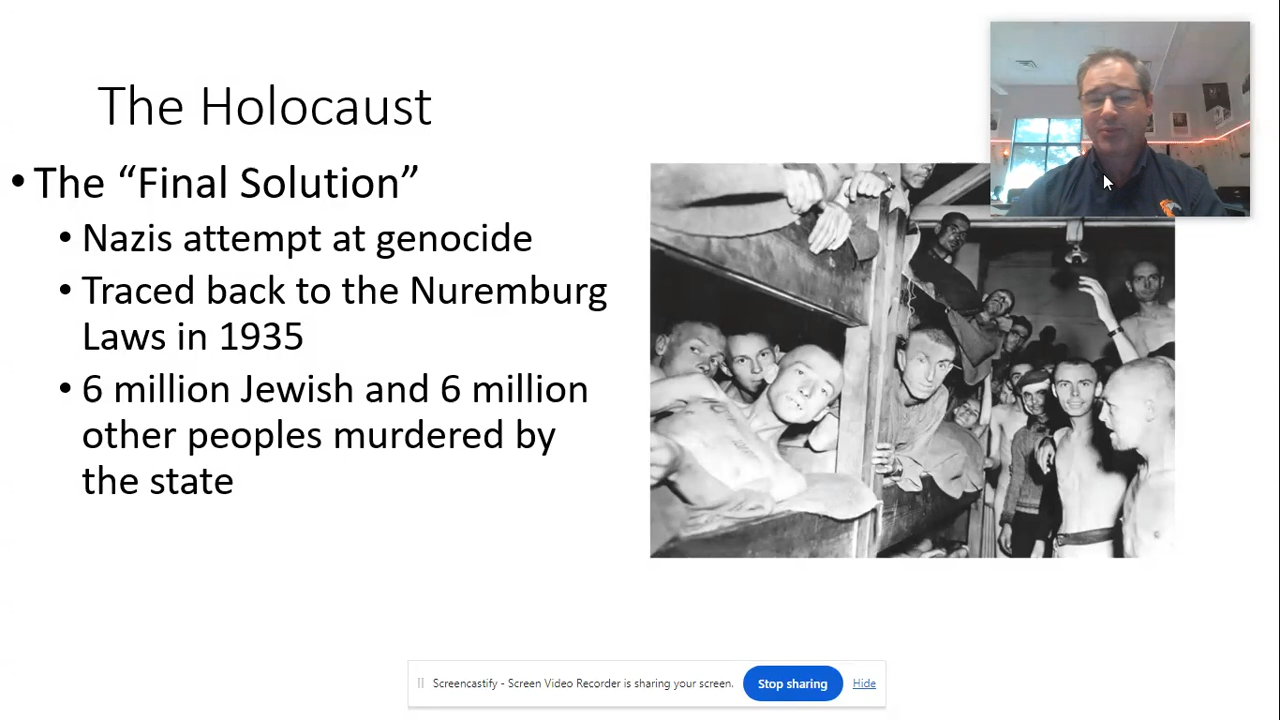 The Holocaust
• The “Final Solution”
• Nazis attempt at genocide
• Traced back to the Nuremburg
Laws in 1935
• 6 million Jewish and 6 million
other peoples murdered by
the state
Screencastify - Screen Video Recorder is sharing your screen.
Stop sharing
Hide